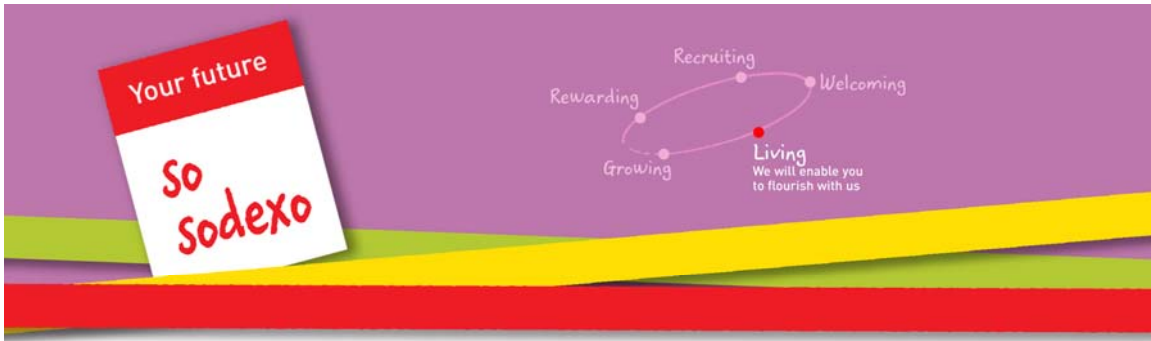 Your future
so
sodexo
Recruiting
Welcoming
Rewarding
Growing
Living
We will enable you
to flourish with us